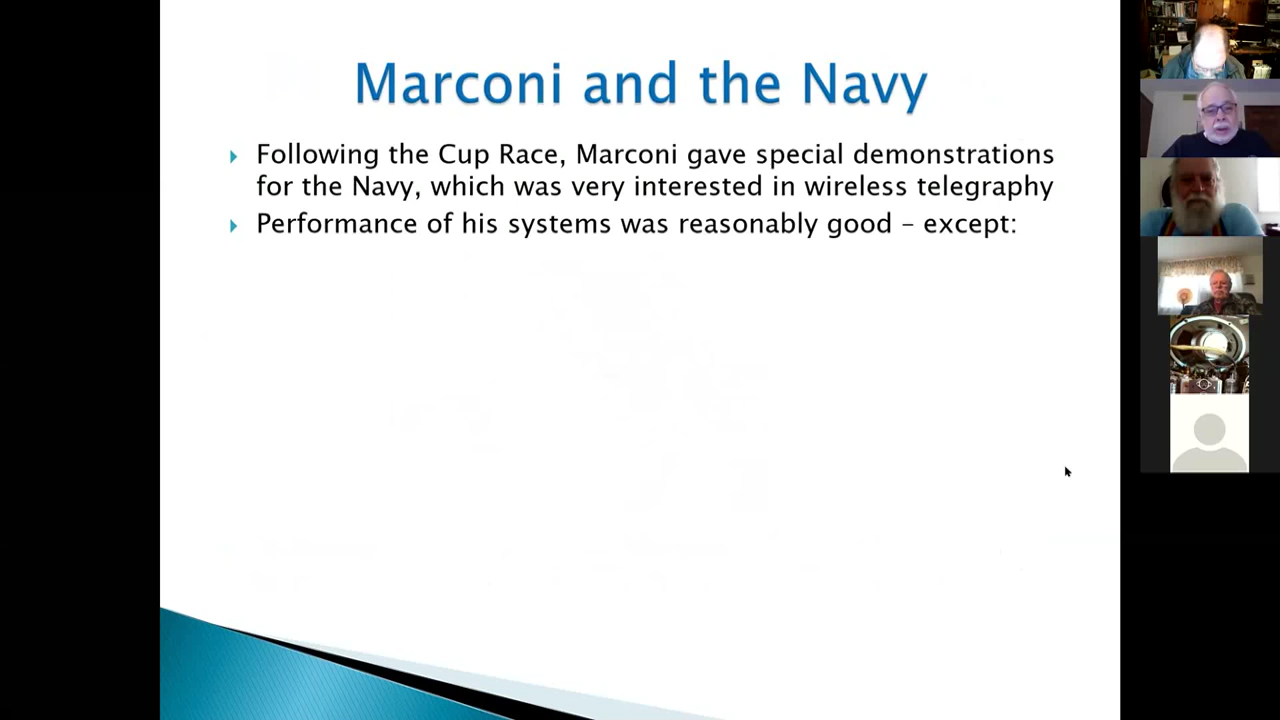 Marconi and the Navy
Following the Cup Race, Marconi gave special demonstrations
for the Navy, which was very interested in wireless telegraphy
Performance of his systems was reasonably good – except: